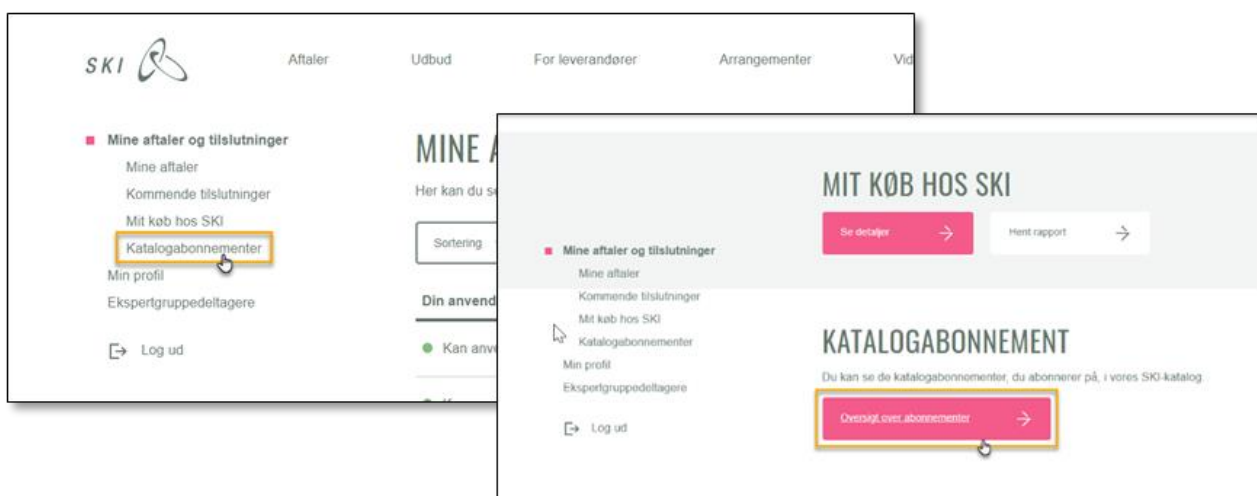 SKI
Aftaler
Udbud
For leverandører
Arrangementer
Vid
Mine aftaler og tilslutninger
Mine aftaler
Kommende tilslutninger
Mit køb hos SKI
Katalogabonnementer
Min profil
Ekspertgruppedeltagere
Log ud
MINE A
Her kan du se
Sortering
Din anvend
Kan anve
MIT KØB HOS SKI
Se detaljer
Hent rapport
Mine aftaler og tilslutninger
Mine aftaler
Kommende tilslutninger
Mit køb hos SKI
Katalogabonnementer
Min profil
Ekspertgruppedeltagere
Log ud
KATALOGABONNEMENT
Du kan se de katalogabonnementer, du abonnerer på, i vores SKI-katalog.
Oversigt over abonnementer